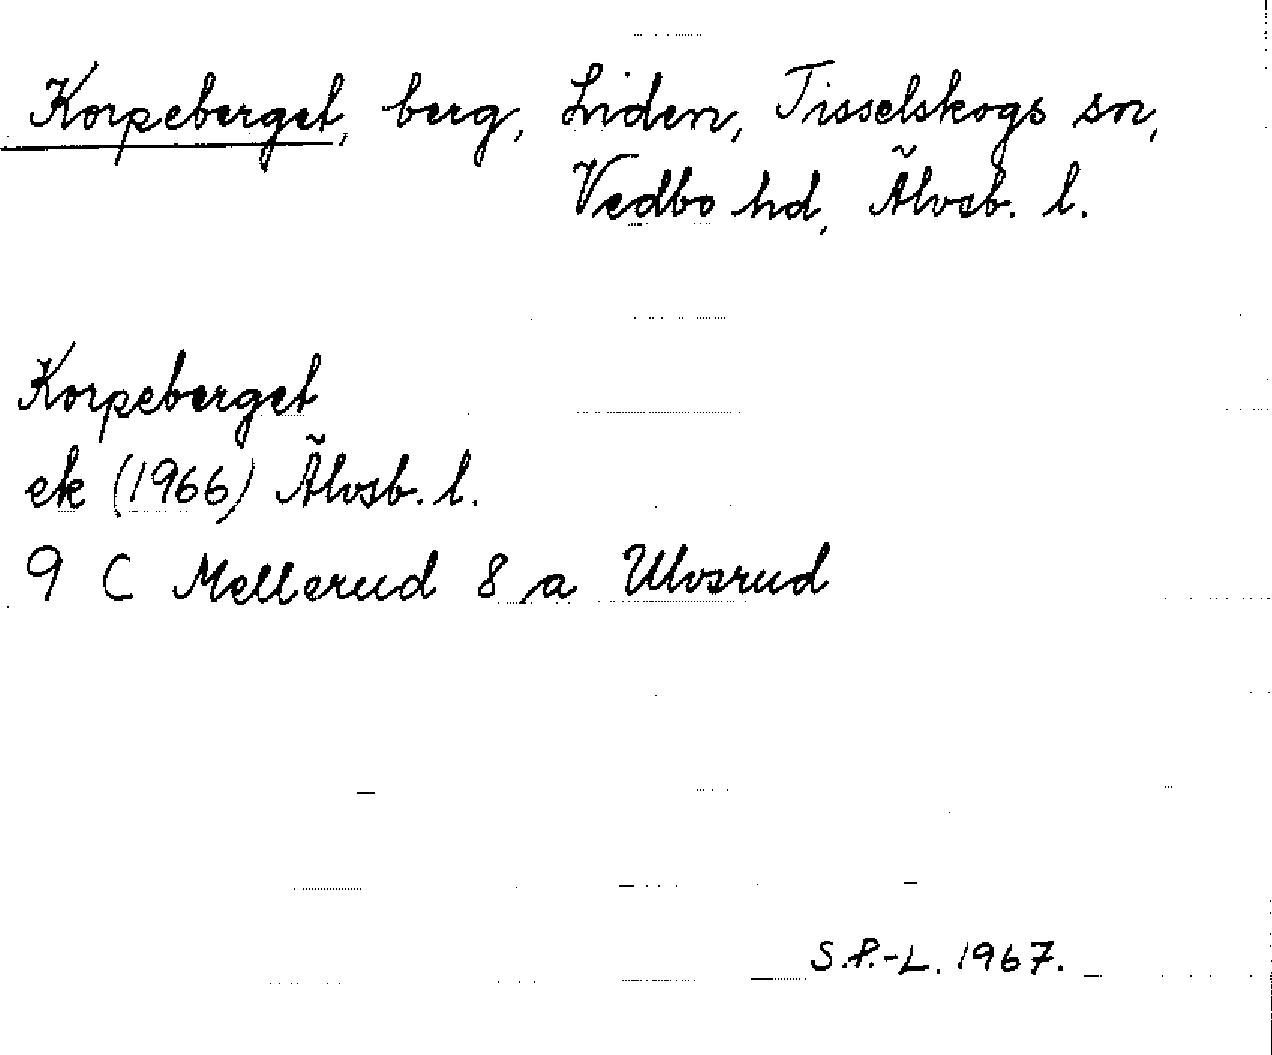 Korpeberget, berg, Liden, Tisselskogs sn,
Vedbo hd, Älvsb. l.
Korpeberget
ek (1966) Älvsb. l.
9 C Mellerud 8 a Ulvsrud
S.P.-L. 1967.